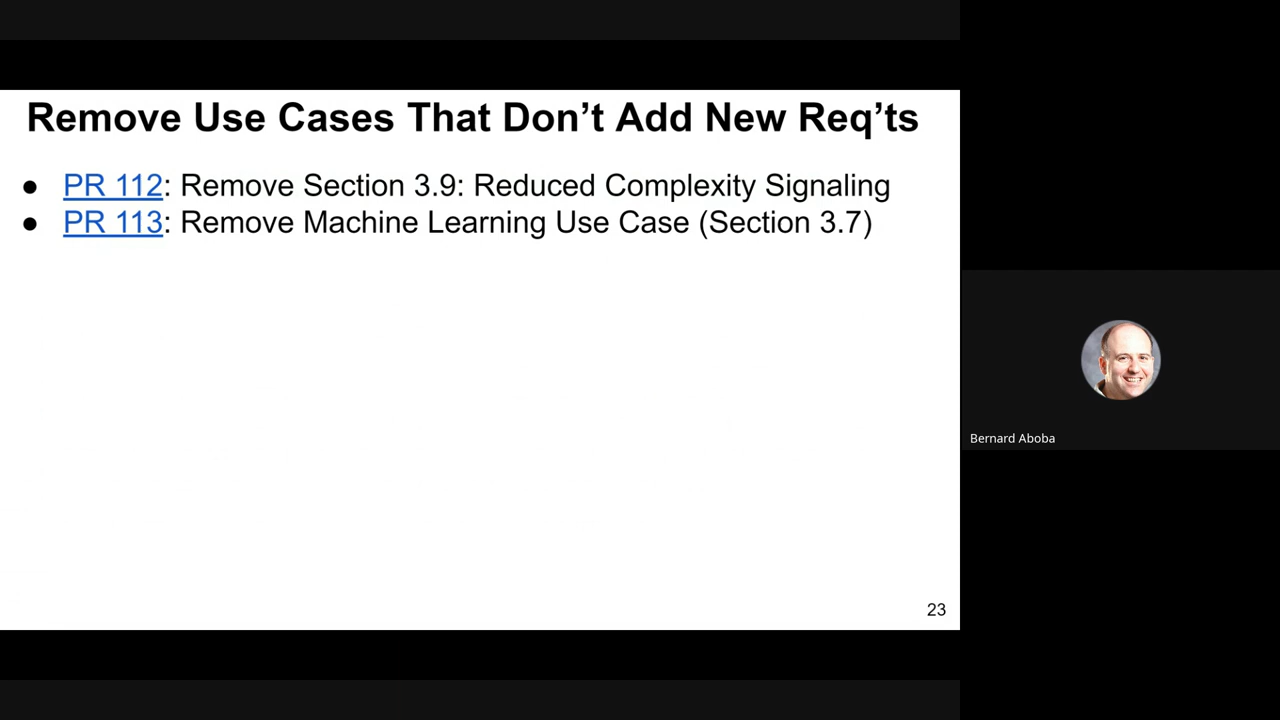 Remove Use Cases That Don’t Add New Req’ts
● PR 112: Remove Section 3.9: Reduced Complexity Signaling
● PR 113: Remove Machine Learning Use Case (Section 3.7)
23
Bernard Aboba